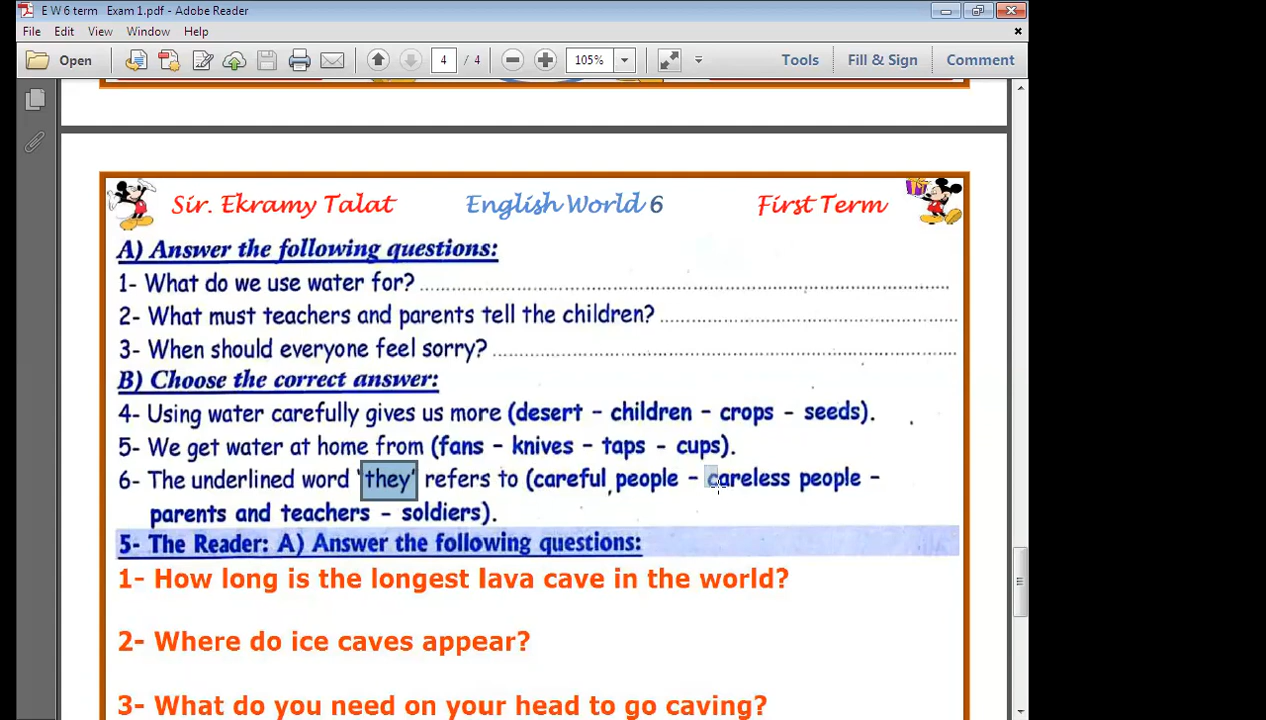 E W 6 term Exam 1.pdf - Adobe Reader
File Edit View Window Help
Open 4 / 4 105% Tools Fill & Sign Comment
Sir. Ekramy Talat English World 6 First Term
A) Answer the following questions:
1- What do we use water for? ................................................
2- What must teachers and parents tell the children? ................................................
3- When should everyone feel sorry? ................................................
B) Choose the correct answer:
4- Using water carefully gives us more (desert - children - crops - seeds).
5- We get water at home from (fans - knives - taps - cups).
6- The underlined word 'they' refers to (careful people - careless people -
parents and teachers - soldiers).
5- The Reader: A) Answer the following questions:
1- How long is the longest lava cave in the world?
2- Where do ice caves appear?
3- What do you need on your head to go caving?